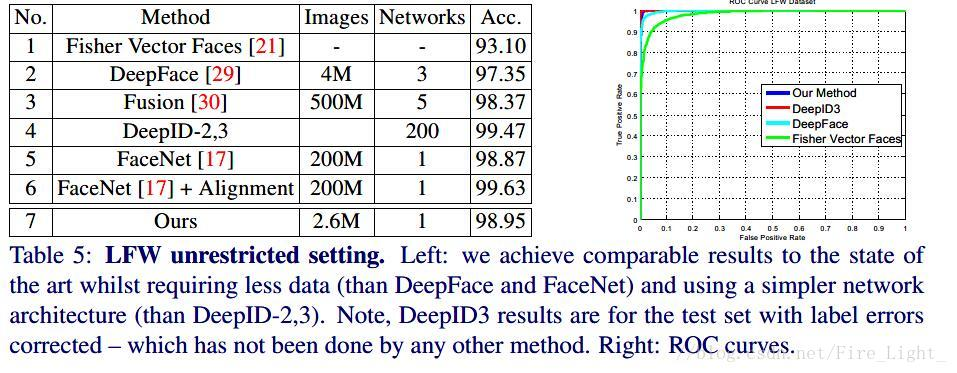 No. Method Images Networks Acc.
1 Fisher Vector Faces [21] - - 93.10
2 DeepFace [29] 4M 3 97.35
3 Fusion [30] 500M 5 98.37
4 DeepID-2,3 200 99.47
5 FaceNet [17] 200M 1 98.87
6 FaceNet [17] + Alignment 200M 1 99.63
7 Ours 2.6M 1 98.95
ROC Curve LFW Dataset
True Positive Rate
1
0.9
0.8
0.7
0.6
0.5
0.4
0.3
0.2
0.1
0
Our Method
DeepID3
DeepFace
Fisher Vector Faces
0 0.1 0.2 0.3 0.4 0.5 0.6 0.7 0.8 0.9 1
False Positive Rate
Table 5: LFW unrestricted setting. Left: we achieve comparable results to the state of
the art whilst requiring less data (than DeepFace and FaceNet) and using a simpler network
architecture (than DeepID-2,3). Note, DeepID3 results are for the test set with label errors
corrected – which has not been done by any other method. Right: ROC curves.
//blog.csdn.net/Fire_Light_